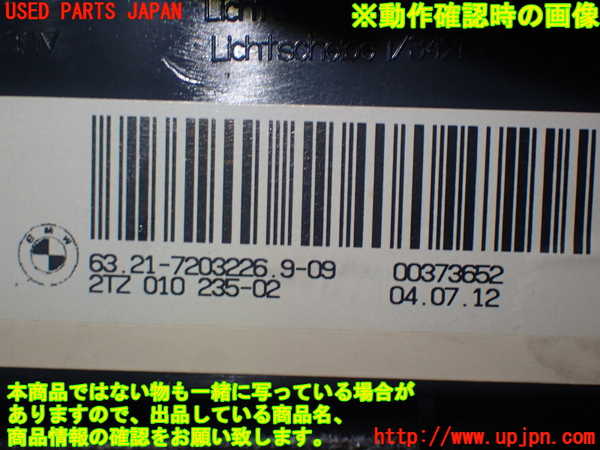 USED PARTS JAPAN
※動作確認時の画像
Lichtscheibe
BMW
63.21-7203226.9-09 00373652
2TZ 010 235-02 04.07.12
本商品ではない物も一緒に写っている場合が
ありますので、出品している商品名、
商品情報の確認をお願い致します。
http://www.upjpn.com/